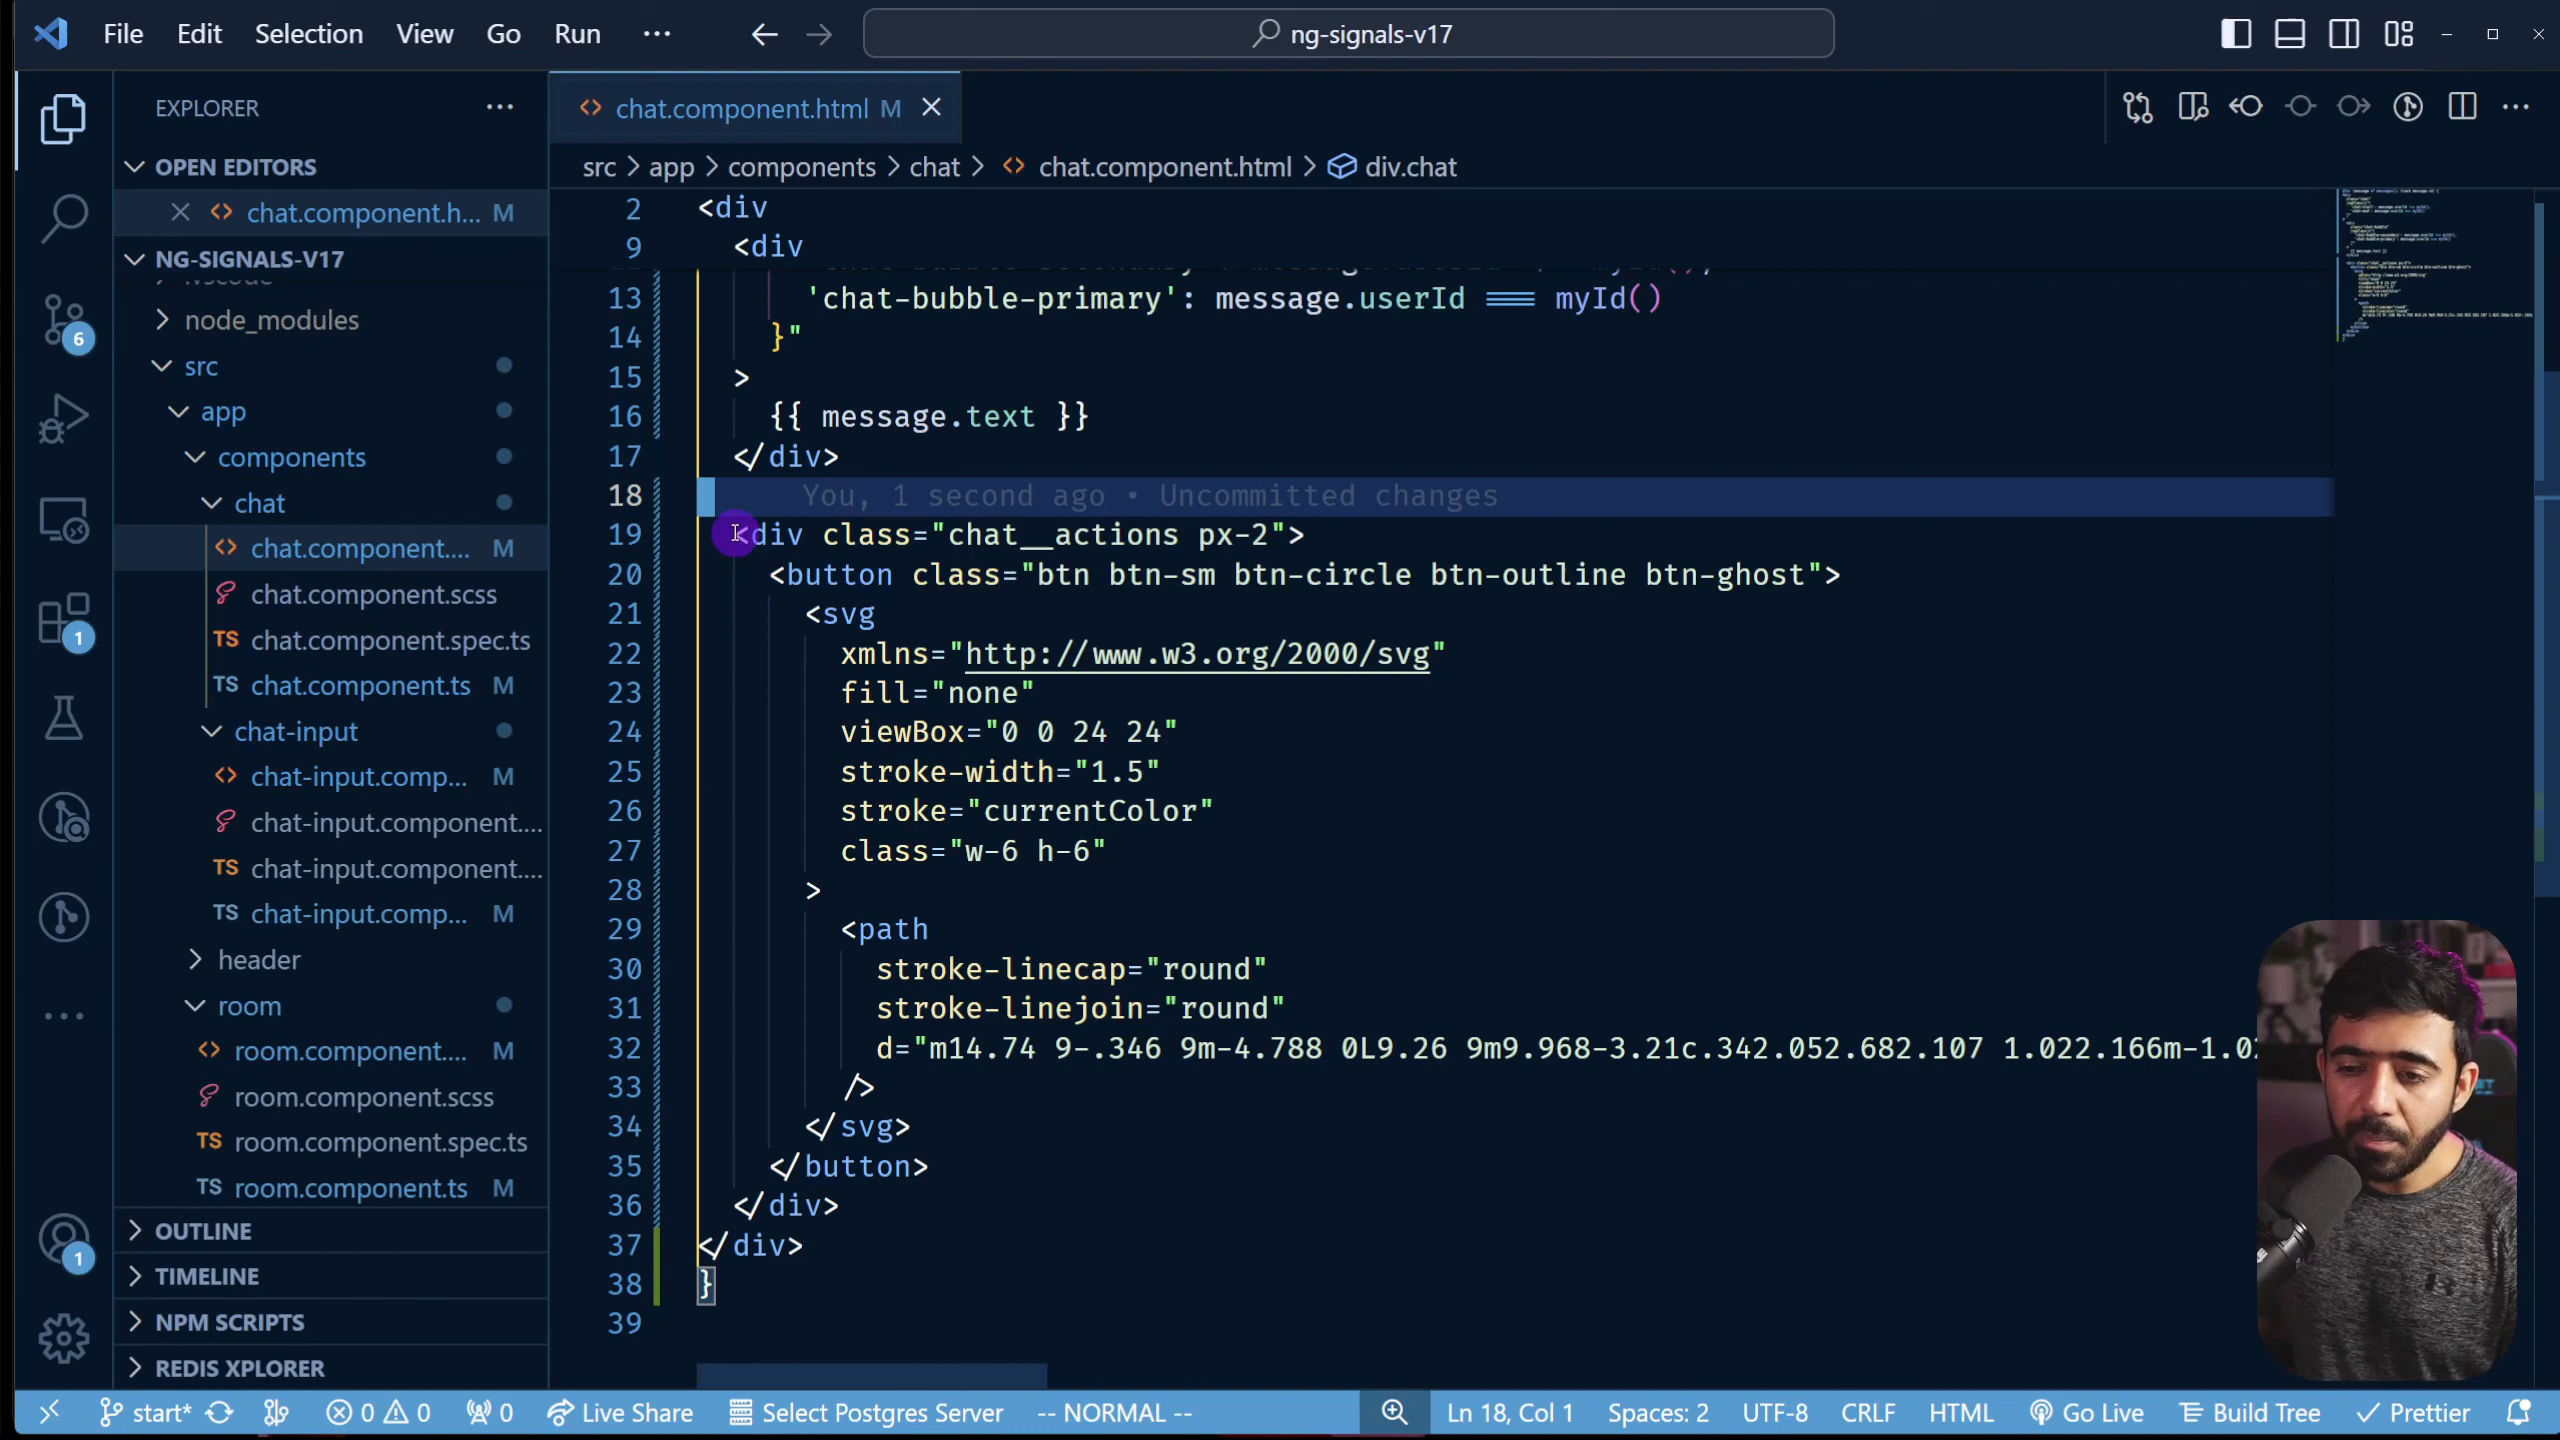 File Edit Selection View Go Run ··· ng-signals-v17
EXPLORER
OPEN EDITORS
chat.component.h... M
NG-SIGNALS-V17
node_modules
src
app
components
chat
chat.component.... M
chat.component.scss
TS chat.component.spec.ts
TS chat.component.ts M
chat-input
chat-input.comp... M
chat-input.component....
TS chat-input.component....
TS chat-input.comp... M
header
room
room.component.... M
room.component.scss
TS room.component.spec.ts
TS room.component.ts M
OUTLINE
TIMELINE
NPM SCRIPTS
REDIS XPLORER
6
1
1
chat.component.html M
src > app > components > chat > chat.component.html > div.chat
2 <div
9 <div
13 'chat-bubble-primary': message.userId === myId()
14 }"
15 >
16 {{ message.text }}
17 </div>
18 You, 1 second ago • Uncommitted changes
19 <div class="chat__actions px-2">
20 <button class="btn btn-sm btn-circle btn-outline btn-ghost">
21 <svg
22 xmlns="http://www.w3.org/2000/svg"
23 fill="none"
24 viewBox="0 0 24 24"
25 stroke-width="1.5"
26 stroke="currentColor"
27 class="w-6 h-6"
28 >
29 <path
30 stroke-linecap="round"
31 stroke-linejoin="round"
32 d="m14.74 9-.346 9m-4.788 0L9.26 9m9.968-3.21c.342.052.682.107 1.022.166m-1.02
33 />
34 </svg>
35 </button>
36 </div>
37 </div>
38 }
39
start* 0 0 0 Live Share Select Postgres Server -- NORMAL -- Ln 18, Col 1 Spaces: 2 UTF-8 CRLF HTML Go Live Build Tree Prettier